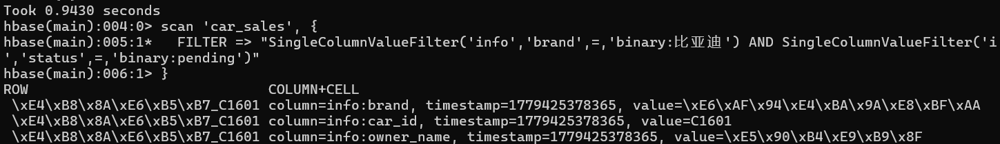 Took 0.9430 seconds
hbase(main):004:0> scan 'car_sales', {
hbase(main):005:1*   FILTER => "SingleColumnValueFilter('info','brand',=,'binary:比亚迪') AND SingleColumnValueFilter('i
','status',=,'binary:pending')"
hbase(main):006:1> }
ROW                              COLUMN+CELL
 \xE4\xB8\x8A\xE6\xB5\xB7_C1601 column=info:brand, timestamp=1779425378365, value=\xE6\xAF\x94\xE4\xBA\x9A\xE8\xBF\xAA
 \xE4\xB8\x8A\xE6\xB5\xB7_C1601 column=info:car_id, timestamp=1779425378365, value=C1601
 \xE4\xB8\x8A\xE6\xB5\xB7_C1601 column=info:owner_name, timestamp=1779425378365, value=\xE5\x90\xB4\xE9\xB9\x8F